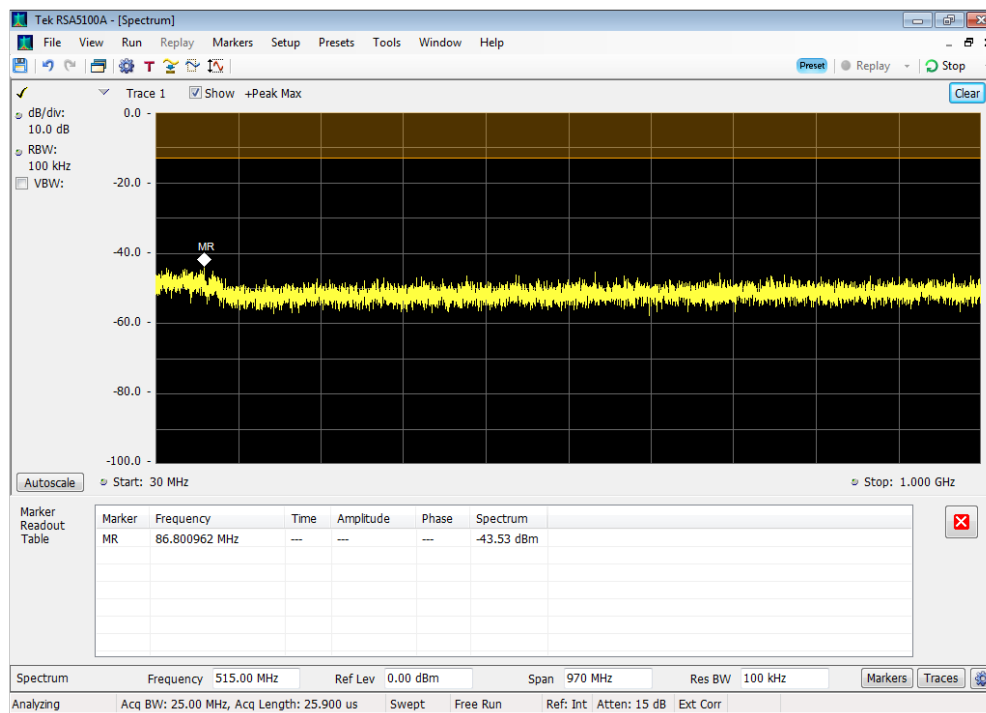 Tek RSA5100A - [Spectrum]
File View Run Replay Markers Setup Presets Tools Window Help
T Preset Replay Stop
Trace 1 Show +Peak Max Clear
dB/div:
10.0 dB
RBW:
100 kHz
VBW:
0.0 -
-20.0 -
-40.0 -
-60.0 -
-80.0 -
-100.0 -
MR
Autoscale Start: 30 MHz Stop: 1.000 GHz
Marker
Readout
Table
Marker Frequency Time Amplitude Phase Spectrum
MR 86.800962 MHz --- --- --- -43.53 dBm
Spectrum Frequency 515.00 MHz Ref Lev 0.00 dBm Span 970 MHz Res BW 100 kHz Markers Traces
Analyzing Acq BW: 25.00 MHz, Acq Length: 25.900 us Swept Free Run Ref: Int Atten: 15 dB Ext Corr